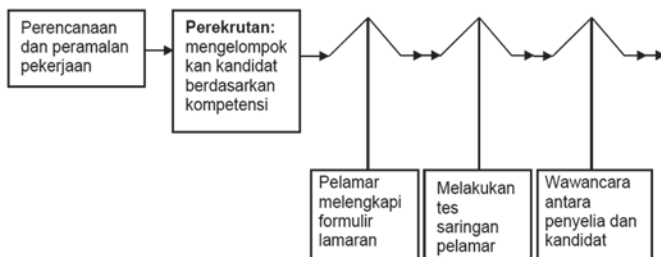 Perencanaan
dan peramalan
pekerjaan
Perekrutan:
mengelompok
kan kandidat
berdasarkan
kompetensi
Pelamar
melengkapi
formulir
lamaran
Melakukan
tes
saringan
pelamar
Wawancara
antara
penyelia dan
kandidat